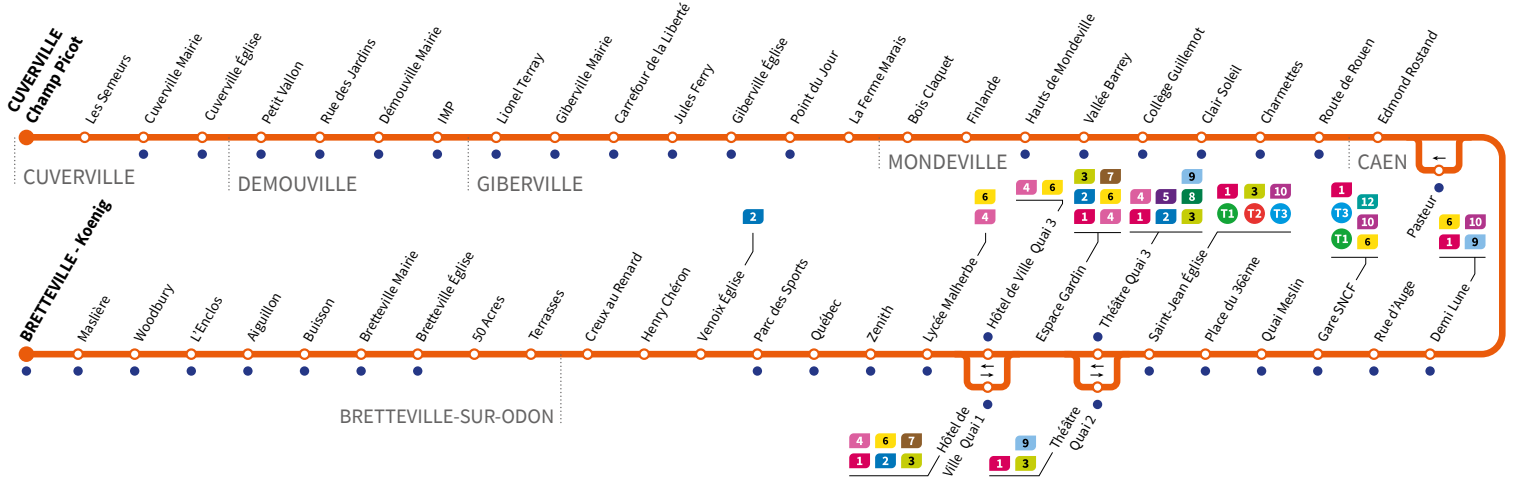 CUVERVILLE
Champ Picot
Les Semeurs
Cuverville Mairie
Cuverville Église
Petit Vallon
Rue des Jardins
Démouville Mairie
IMP
Lionel Terray
Giberville Mairie
Carrefour de la Liberté
Jules Ferry
Giberville Église
Point du Jour
La Ferme Marais
Bois Claquet
Finlande
Hauts de Mondeville
Vallée Barrey
Collège Guillemot
Clair Soleil
Charmettes
Route de Rouen
Edmond Rostand
CUVERVILLE
DEMOUVILLE
GIBERVILLE
MONDEVILLE
CAEN
Pasteur
BRETTEVILLE - Koenig
Maslière
Woodbury
L'Enclos
Aiguillon
Buisson
Bretteville Mairie
Bretteville Église
50 Acres
Terrasses
Creux au Renard
Henry Chéron
2
Venoix Église
Parc des Sports
Québec
Zenith
6
4
Lycée Malherbe
4 6
Hôtel de Ville Quai 3
3 7
2 6
1 4
Espace Gardin
9
4 5 8
1 2 3
Théâtre Quai 3
1 3 10
T1 T2 T3
Saint-Jean Église
Place du 36ème
Quai Meslin
1
T3 12
10
T1 6
Gare SNCF
Rue d'Auge
6 10
1 9
Demi Lune
BRETTEVILLE-SUR-ODON
4 6 7
1 2 3
Hôtel de
Ville Quai 1
9
1 3
Théâtre
Quai 2